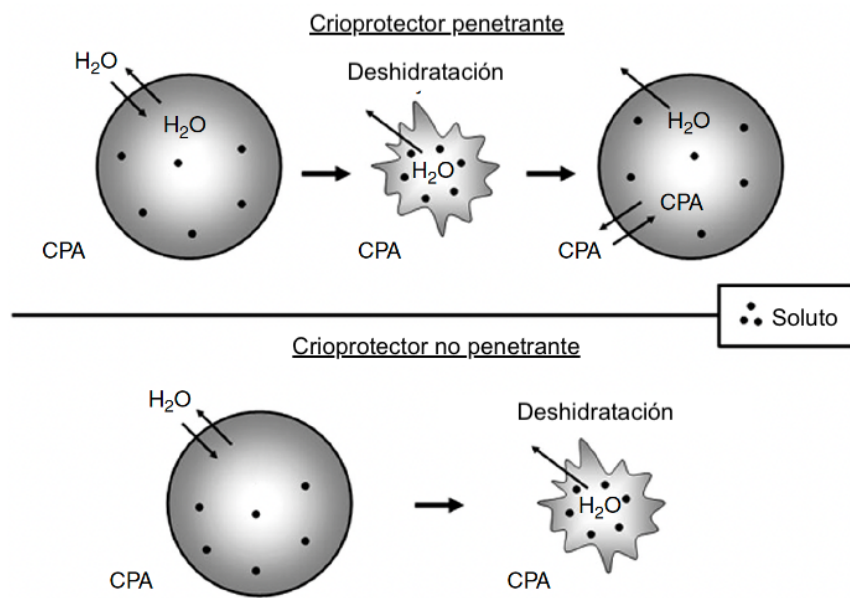 Crioprotector penetrante
H₂O
Deshidratación
H₂O
H₂O
H₂O
CPA
CPA
CPA
CPA
CPA
Soluto
Crioprotector no penetrante
H₂O
Deshidratación
H₂O
CPA
CPA